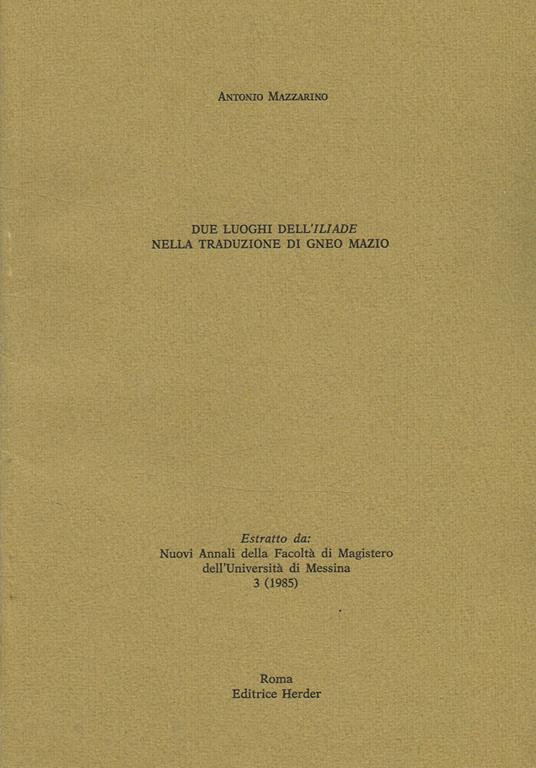 Antonio Mazzarino
DUE LUOGHI DELL'ILIADE
NELLA TRADUZIONE DI GNEO MAZIO
Estratto da:
Nuovi Annali della Facoltà di Magistero
dell'Università di Messina
3 (1985)
Roma
Editrice Herder